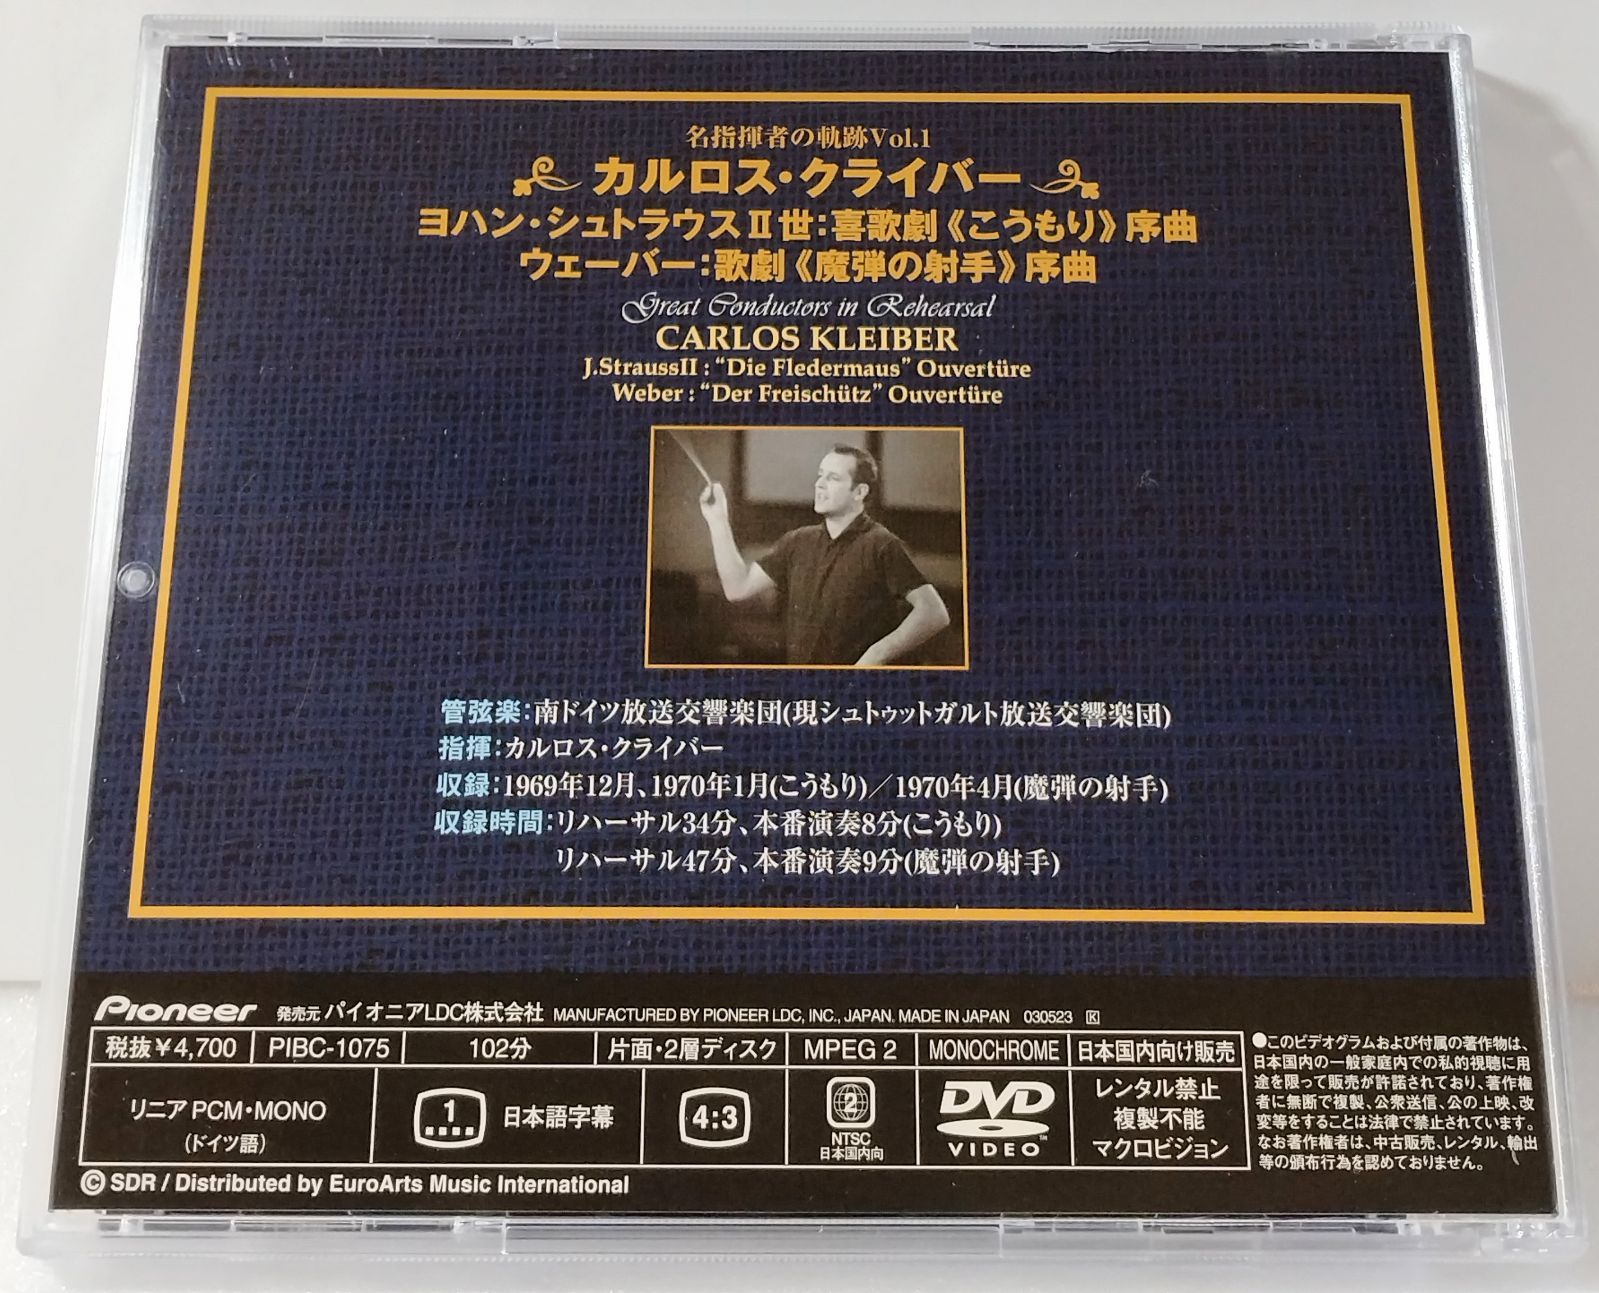 名指揮者の軌跡Vol.1
カルロス・クライバー
ヨハン・シュトラウスⅡ世:喜歌劇《こうもり》序曲
ウェーバー:歌劇《魔弾の射手》序曲
Great Conductors in Rehearsal
CARLOS KLEIBER
J.StraussII : “Die Fledermaus” Ouvertüre
Weber : “Der Freischütz” Ouvertüre
管弦楽:南ドイツ放送交響楽団(現シュトゥットガルト放送交響楽団)
指揮:カルロス・クライバー
収録:1969年12月、1970年1月(こうもり)／1970年4月(魔弾の射手)
収録時間:リハーサル34分、本番演奏8分(こうもり)
リハーサル47分、本番演奏9分(魔弾の射手)
Pioneer 発売元 パイオニアLDC株式会社 MANUFACTURED BY PIONEER LDC, INC., JAPAN. MADE IN JAPAN 030523 K
税抜¥4,700 PIBC-1075 102分 片面・2層ディスク MPEG 2 MONOCHROME 日本国内向け販売
リニア PCM・MONO
(ドイツ語)
1 日本語字幕
4:3
2
NTSC
日本国内向
DVD
VIDEO™
レンタル禁止
複製不能
マクロビジョン
●このビデオグラムおよび付属の著作物は、
日本国内の一般家庭内での私的視聴に用
途を限って販売が許諾されており、著作権
者に無断で複製、公衆送信、公の上映、改
変等をすることは法律で禁止されています。
なお著作権者は、中古販売、レンタル、輸出
等の頒布行為を認めておりません。
© SDR / Distributed by EuroArts Music International